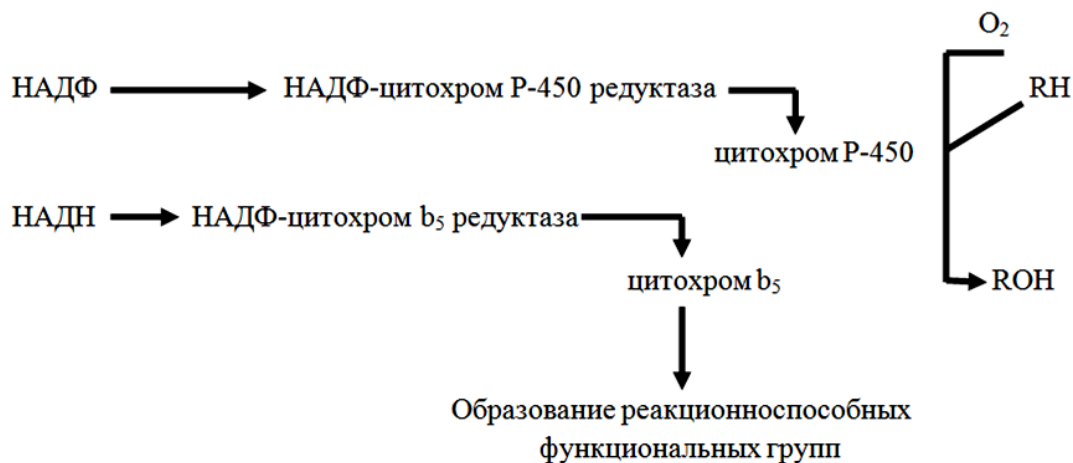 O₂
НАДФ
НАДФ-цитохром P-450 редуктаза
RH
цитохром P-450
НАДН
НАДФ-цитохром b₅ редуктаза
цитохром b₅
ROH
Образование реакционноспособных
функциональных групп